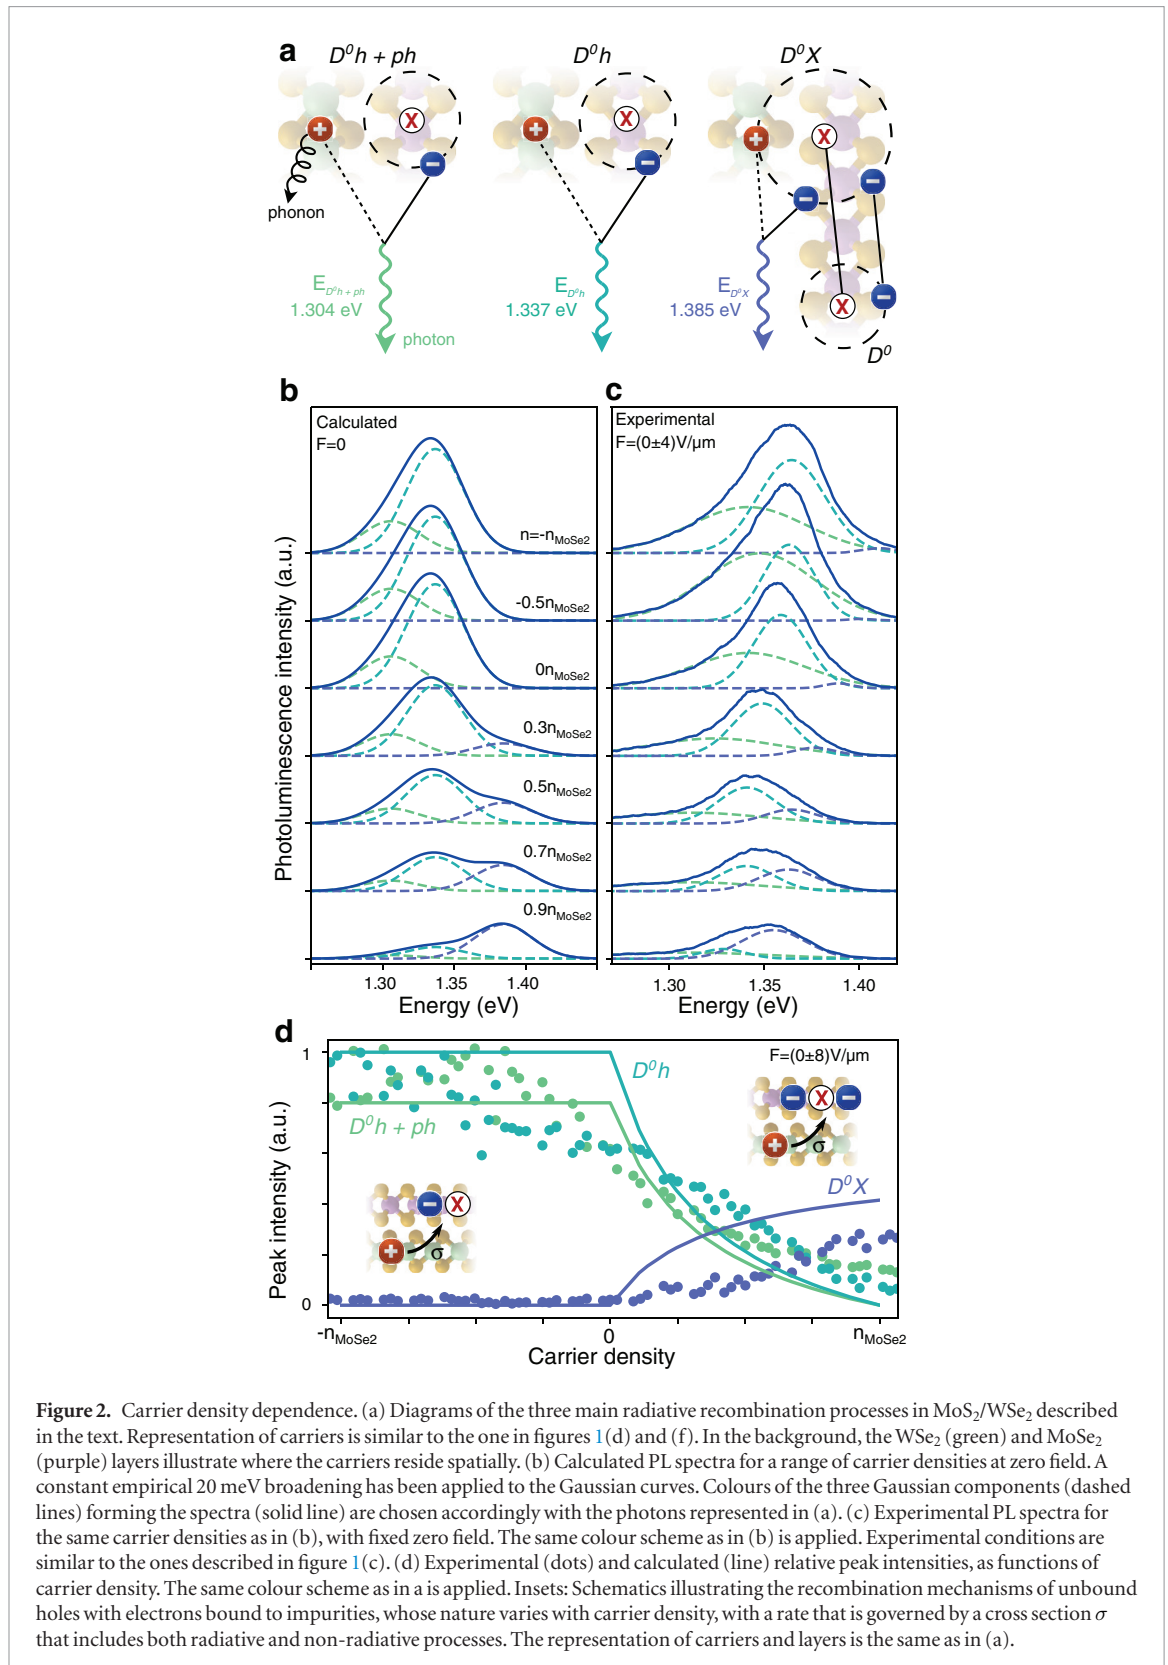 a
D⁰h + ph
D⁰h
D⁰X
phonon
E_{D⁰h + ph}
1.304 eV
photon
E_{D⁰h}
1.337 eV
E_{D⁰X}
1.385 eV
D⁰
b
Calculated
F=0
n=-n_{MoSe2}
-0.5n_{MoSe2}
0n_{MoSe2}
0.3n_{MoSe2}
0.5n_{MoSe2}
0.7n_{MoSe2}
0.9n_{MoSe2}
Photoluminescence intensity (a.u.)
1.30 1.35 1.40
Energy (eV)
c
Experimental
F=(0±4)V/µm
1.30 1.35 1.40
Energy (eV)
d
F=(0±8)V/µm
1
0
Peak intensity (a.u.)
D⁰h
D⁰h + ph
D⁰X
σ
σ
-n_{MoSe2} 0 n_{MoSe2}
Carrier density
Figure 2. Carrier density dependence. (a) Diagrams of the three main radiative recombination processes in MoS₂/WSe₂ described
in the text. Representation of carriers is similar to the one in figures 1(d) and (f). In the background, the WSe₂ (green) and MoSe₂
(purple) layers illustrate where the carriers reside spatially. (b) Calculated PL spectra for a range of carrier densities at zero field. A
constant empirical 20 meV broadening has been applied to the Gaussian curves. Colours of the three Gaussian components (dashed
lines) forming the spectra (solid line) are chosen accordingly with the photons represented in (a). (c) Experimental PL spectra for
the same carrier densities as in (b), with fixed zero field. The same colour scheme as in (b) is applied. Experimental conditions are
similar to the ones described in figure 1(c). (d) Experimental (dots) and calculated (line) relative peak intensities, as functions of
carrier density. The same colour scheme as in a is applied. Insets: Schematics illustrating the recombination mechanisms of unbound
holes with electrons bound to impurities, whose nature varies with carrier density, with a rate that is governed by a cross section σ
that includes both radiative and non-radiative processes. The representation of carriers and layers is the same as in (a).